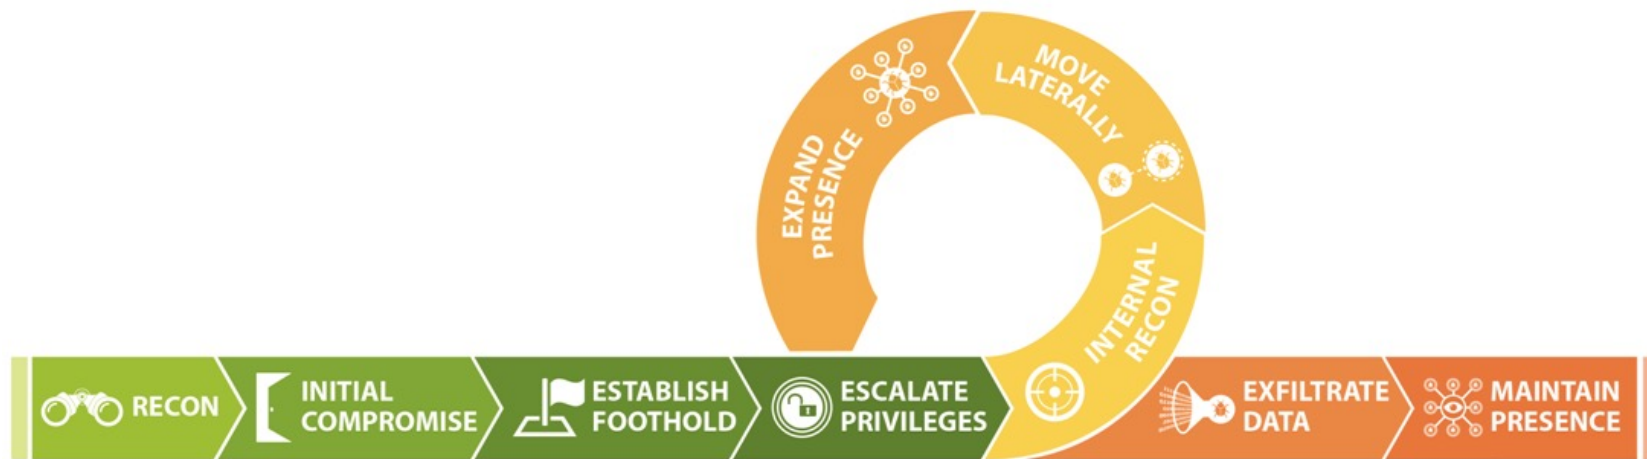 RECON
INITIAL
COMPROMISE
ESTABLISH
FOOTHOLD
ESCALATE
PRIVILEGES
INTERNAL
RECON
MOVE
LATERALLY
EXPAND
PRESENCE
EXFILTRATE
DATA
MAINTAIN
PRESENCE